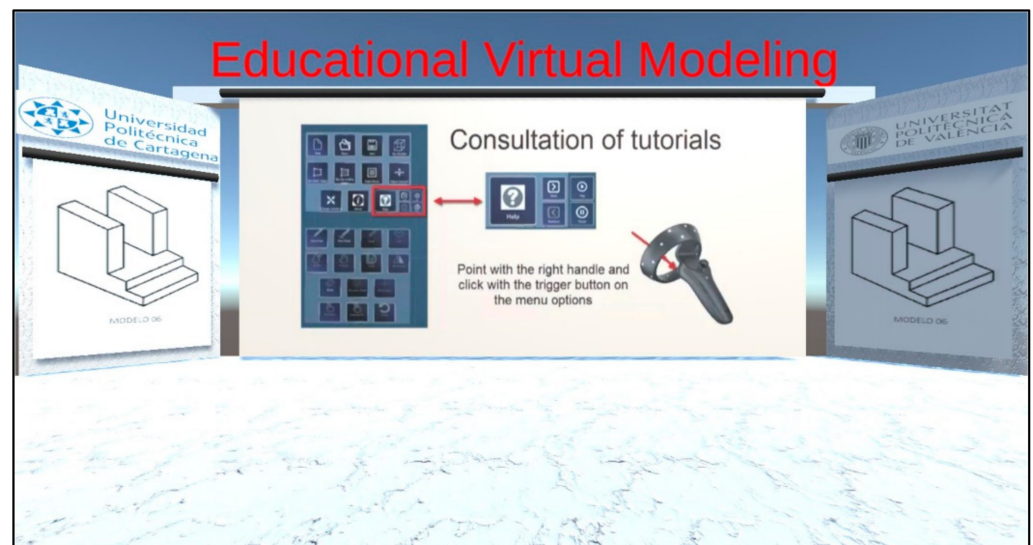 Educational Virtual Modeling
Universidad
Politécnica
de Cartagena
MODELO 06
Consultation of tutorials
Help
Point with the right handle and
click with the trigger button on
the menu options
UNIVERSITAT
POLITÈCNICA
DE VALÈNCIA
MODELO 06